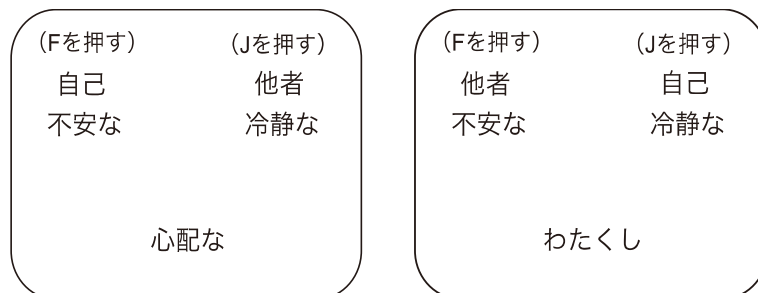 (Fを押す) (Jを押す)
自己 他者
不安な 冷静な
心配な
(Fを押す) (Jを押す)
他者 自己
不安な 冷静な
わたくし